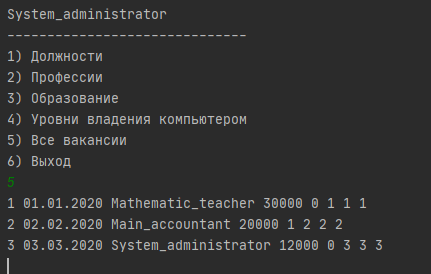 System_administrator
------------------------------
1) Должности
2) Профессии
3) Образование
4) Уровни владения компьютером
5) Все вакансии
6) Выход
5
1 01.01.2020 Mathematic_teacher 30000 0 1 1 1
2 02.02.2020 Main_accountant 20000 1 2 2 2
3 03.03.2020 System_administrator 12000 0 3 3 3